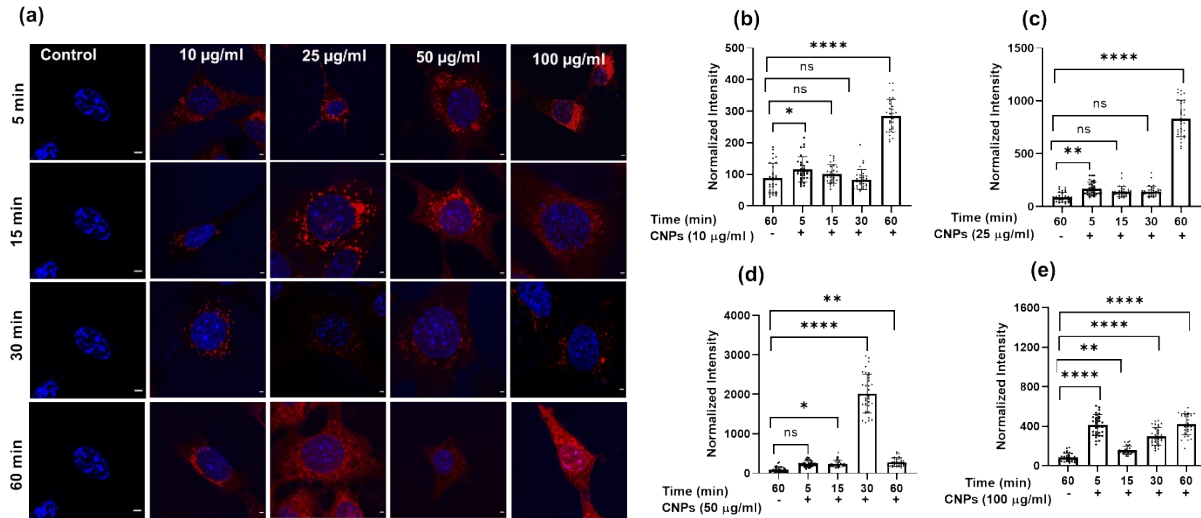 (a)
Control 10 µg/ml 25 µg/ml 50 µg/ml 100 µg/ml
5 min
15 min
30 min
60 min
(b)
Normalized Intensity
500
400
300
200
100
0
****
ns
ns
*
Time (min) 60 5 15 30 60
CNPs (10 µg/ml ) - + + + +
(c)
Normalized Intensity
1500
1000
500
0
****
ns
ns
**
Time (min) 60 5 15 30 60
CNPs (25 µg/ml) - + + + +
(d)
Normalized Intensity
4000
3000
2000
1000
0
**
****
*
ns
Time (min) 60 5 15 30 60
CNPs (50 µg/ml) - + + + +
(e)
Normalized Intensity
1600
1200
800
400
0
****
****
**
****
Time (min) 60 5 15 30 60
CNPs (100 µg/ml) - + + + +